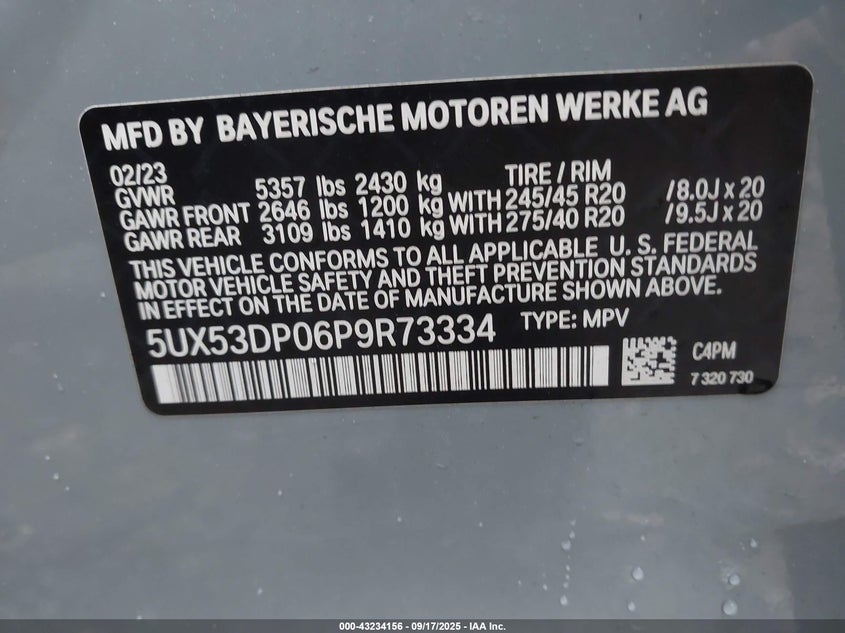 MFD BY BAYERISCHE MOTOREN WERKE AG
02/23 TIRE / RIM
GVWR 5357 lbs 2430 kg
GAWR FRONT 2646 lbs 1200 kg WITH 245/45 R20 /8.0J x 20
GAWR REAR 3109 lbs 1410 kg WITH 275/40 R20 /9.5J x 20
THIS VEHICLE CONFORMS TO ALL APPLICABLE U. S. FEDERAL
MOTOR VEHICLE SAFETY AND THEFT PREVENTION STANDARDS
IN EFFECT ON THE DATE OF MANUFACTURE SHOWN ABOVE.
5UX53DP06P9R73334 TYPE: MPV
C4PM
7 320 730
000-43234156 - 09/17/2025 - IAA Inc.